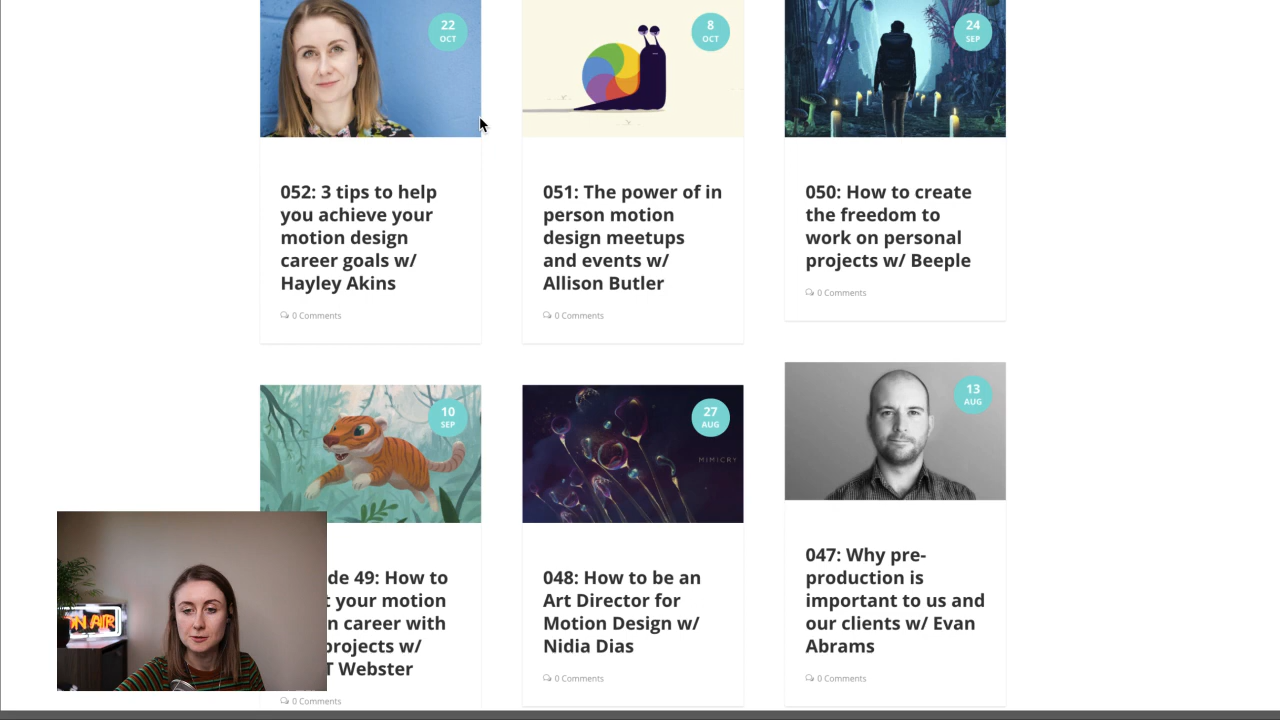 22
OCT
8
OCT
24
SEP
052: 3 tips to help
you achieve your
motion design
career goals w/
Hayley Akins
0 Comments
051: The power of in
person motion
design meetups
and events w/
Allison Butler
0 Comments
050: How to create
the freedom to
work on personal
projects w/ Beeple
0 Comments
10
SEP
27
AUG
MIMICRY
13
AUG
de 49: How to
t your motion
n career with
projects w/
T Webster
0 Comments
048: How to be an
Art Director for
Motion Design w/
Nidia Dias
0 Comments
047: Why pre-
production is
important to us and
our clients w/ Evan
Abrams
0 Comments
N AIR